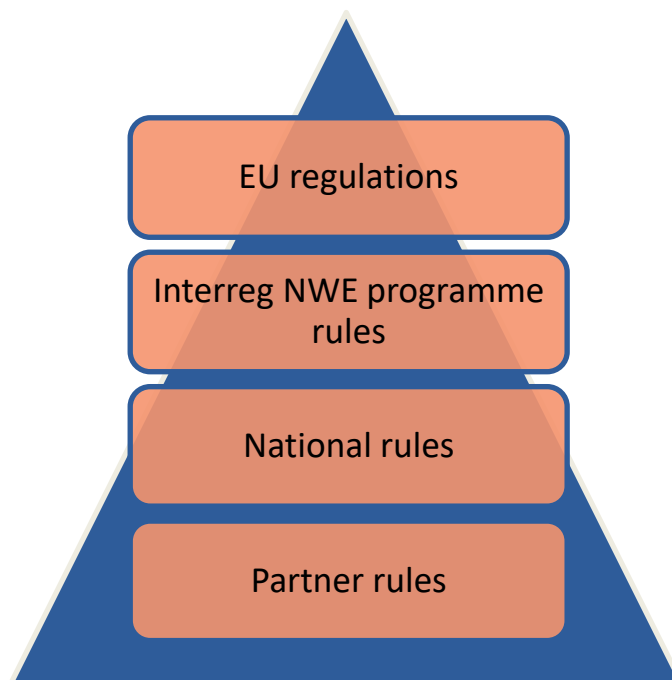 EU regulations
Interreg NWE programme
rules
National rules
Partner rules